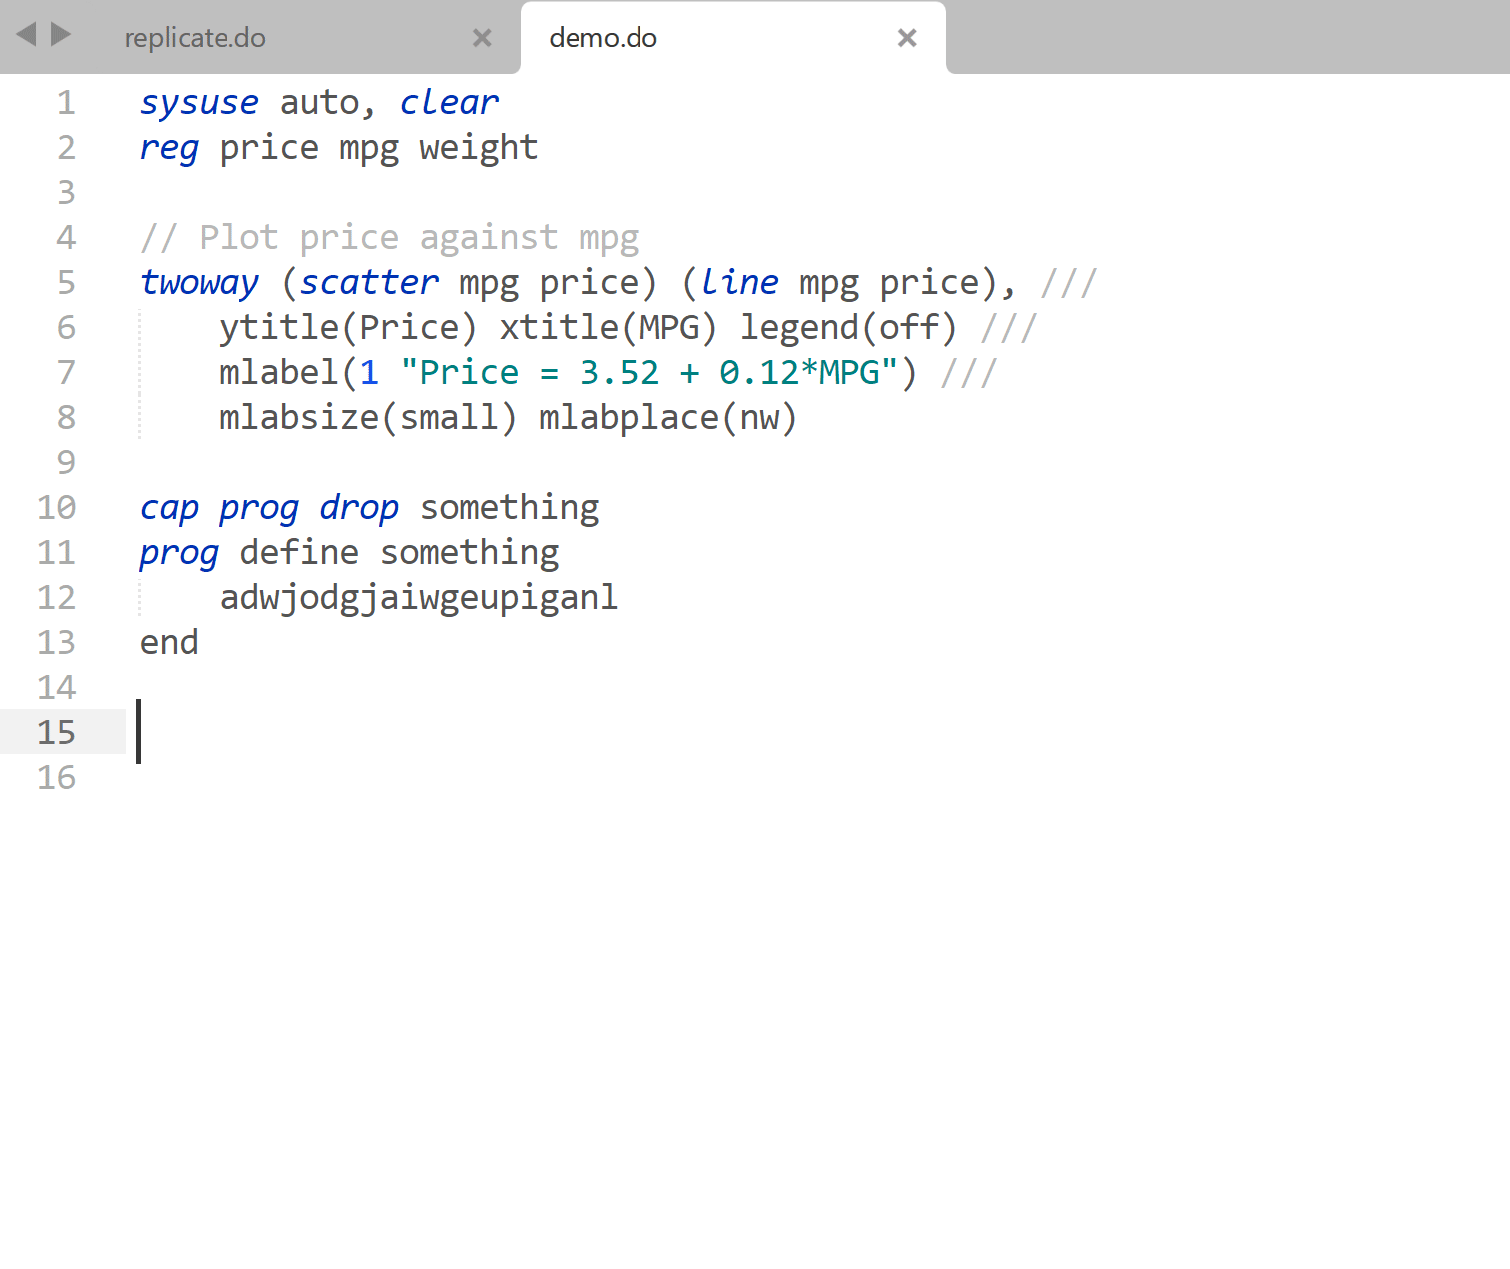 replicate.do × demo.do ×
1 sysuse auto, clear
2 reg price mpg weight
3
4 // Plot price against mpg
5 twoway (scatter mpg price) (line mpg price), ///
6 ytitle(Price) xtitle(MPG) legend(off) ///
7 mlabel(1 "Price = 3.52 + 0.12*MPG") ///
8 mlabsize(small) mlabplace(nw)
9
10 cap prog drop something
11 prog define something
12 adwjodgjaiwgeupiganl
13 end
14
15
16